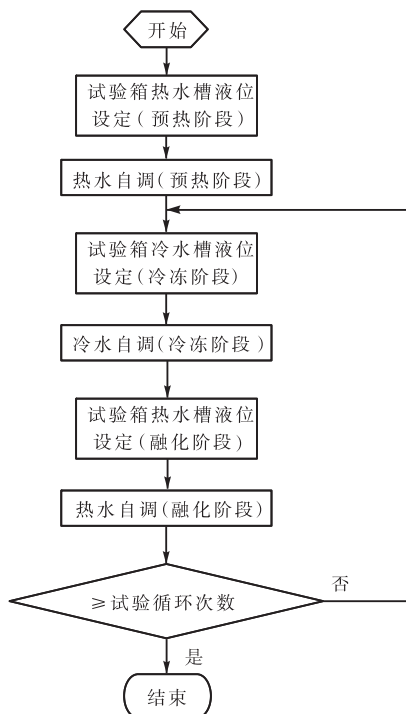 开始
试验箱热水槽液位
设定(预热阶段)
热水自调(预热阶段)
试验箱冷水槽液位
设定(冷冻阶段)
冷水自调(冷冻阶段)
试验箱热水槽液位
设定(融化阶段)
热水自调(融化阶段)
≥试验循环次数
否
是
结束